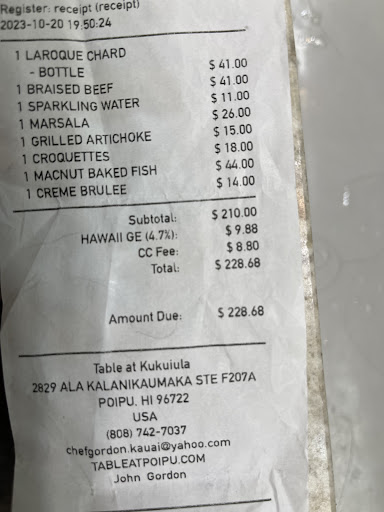 Register: receipt (receipt)
2023-10-20 19:50:24
1 LAROQUE CHARD
- BOTTLE $ 41.00
1 BRAISED BEEF $ 41.00
1 SPARKLING WATER $ 11.00
1 MARSALA $ 26.00
1 GRILLED ARTICHOKE $ 15.00
1 CROQUETTES $ 18.00
1 MACNUT BAKED FISH $ 44.00
1 CREME BRULEE $ 14.00
Subtotal: $ 210.00
HAWAII GE (4.7%): $ 9.88
CC Fee: $ 8.80
Total: $ 228.68
Amount Due: $ 228.68
Table at Kukuiula
2829 ALA KALANIKAUMAKA STE F207A
POIPU. HI 96722
USA
(808) 742-7037
chefgordon.kauai@yahoo.com
TABLEATPOIPU.COM
John Gordon